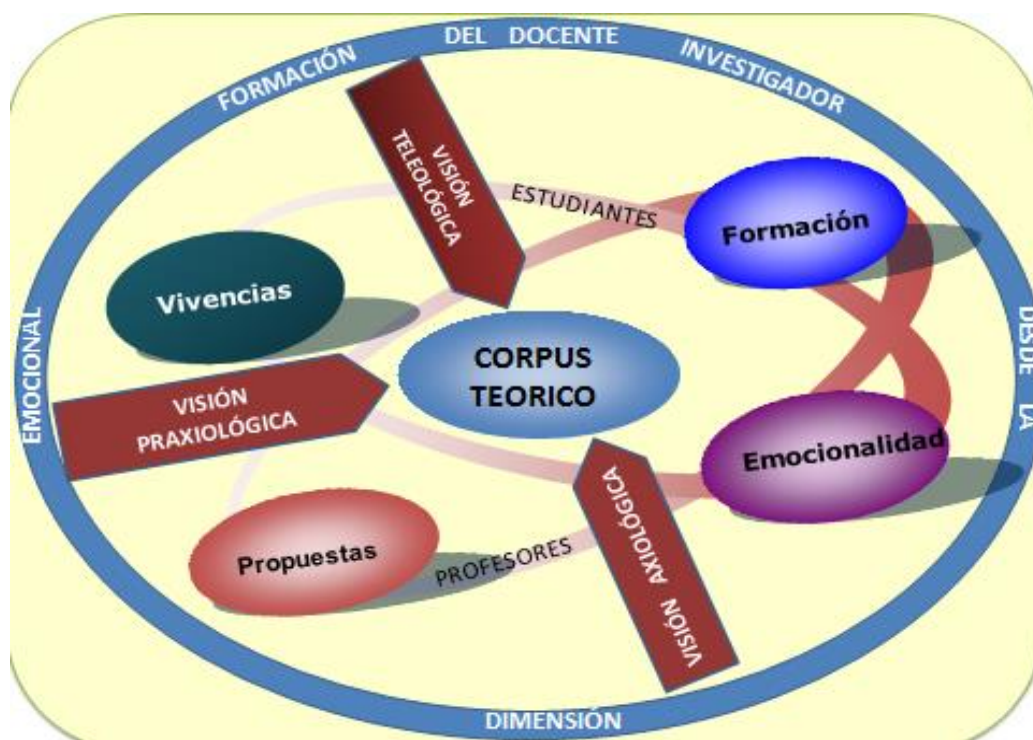 FORMACIÓN DEL DOCENTE INVESTIGADOR
DESDE LA
DIMENSIÓN
EMOCIONAL
VISIÓN
TELEOLÓGICA
ESTUDIANTES
Formación
Vivencias
CORPUS
TEORICO
VISIÓN
PRAXIOLÓGICA
Emocionalidad
VISIÓN AXIOLÓGICA
Propuestas
PROFESORES